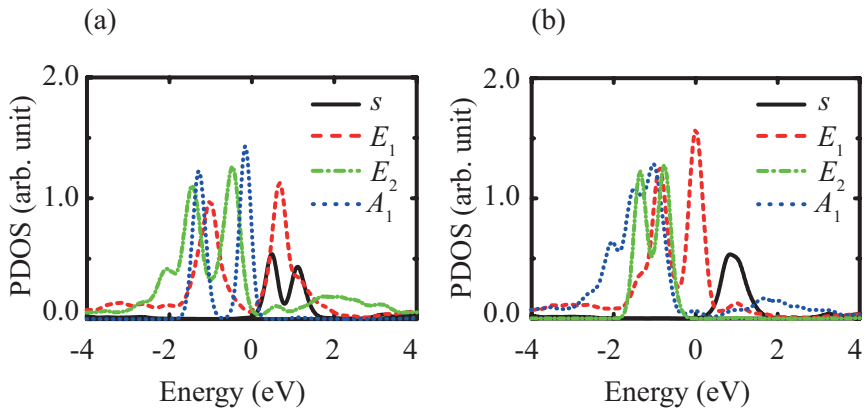 (a)
2.0
1.0
0.0
PDOS (arb. unit)
s
E1
E2
A1
-4 -2 0 2 4
Energy (eV)
(b)
2.0
1.0
0.0
PDOS (arb. unit)
s
E1
E2
A1
-4 -2 0 2 4
Energy (eV)